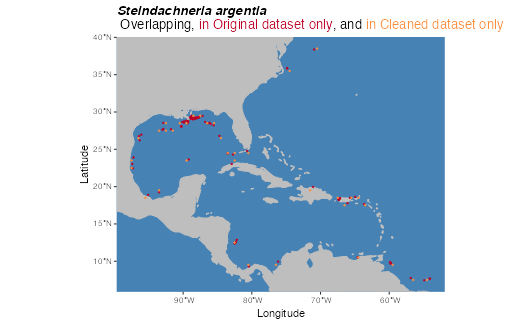 Steindachneria argentia
Overlapping, in Original dataset only, and in Cleaned dataset only
40°N
35°N
30°N
25°N
20°N
15°N
10°N
Latitude
90°W 80°W 70°W 60°W
Longitude